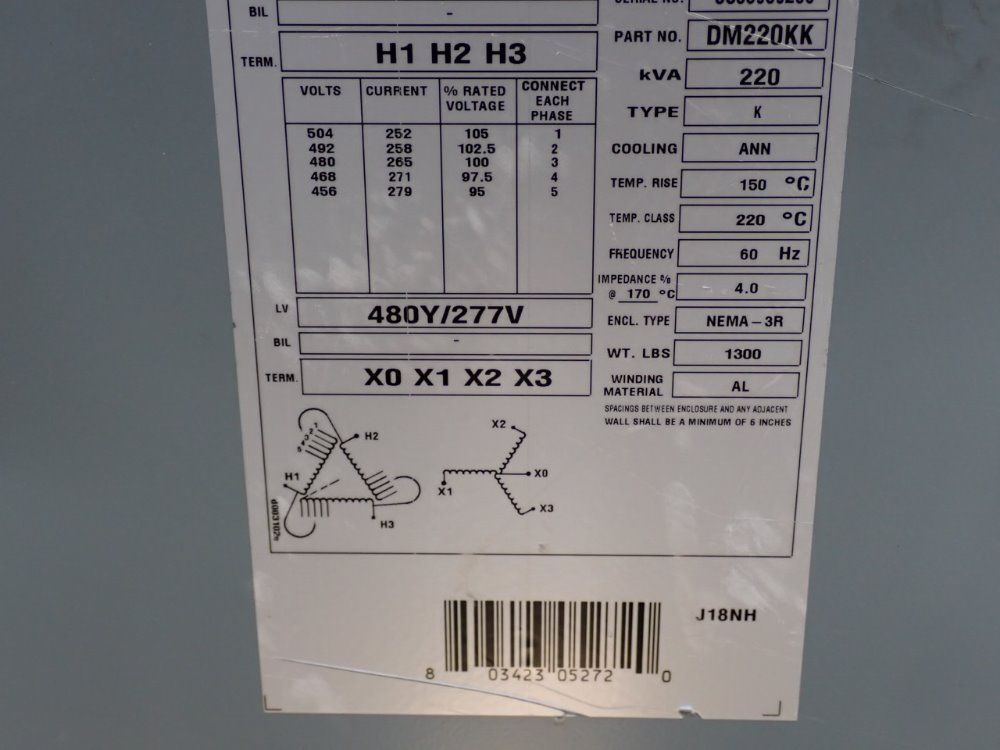 BIL -
PART NO. DM220KK
TERM. H1 H2 H3
kVA 220
VOLTS CURRENT % RATED VOLTAGE CONNECT EACH PHASE
TYPE K
504 252 105 1
492 258 102.5 2
480 265 100 3
468 271 97.5 4
456 279 95 5
COOLING ANN
TEMP. RISE 150 °C
TEMP. CLASS 220 °C
FREQUENCY 60 Hz
IMPEDANCE %
@ 170 °C 4.0
LV 480Y/277V
ENCL. TYPE NEMA-3R
BIL -
WT. LBS 1300
TERM. X0 X1 X2 X3
WINDING
MATERIAL AL
SPACINGS BETWEEN ENCLOSURE AND ANY ADJACENT
WALL SHALL BE A MINIMUM OF 6 INCHES
H2
H1
H3
X2
X0
X1
X3
J18NH
8 03423 05272 0